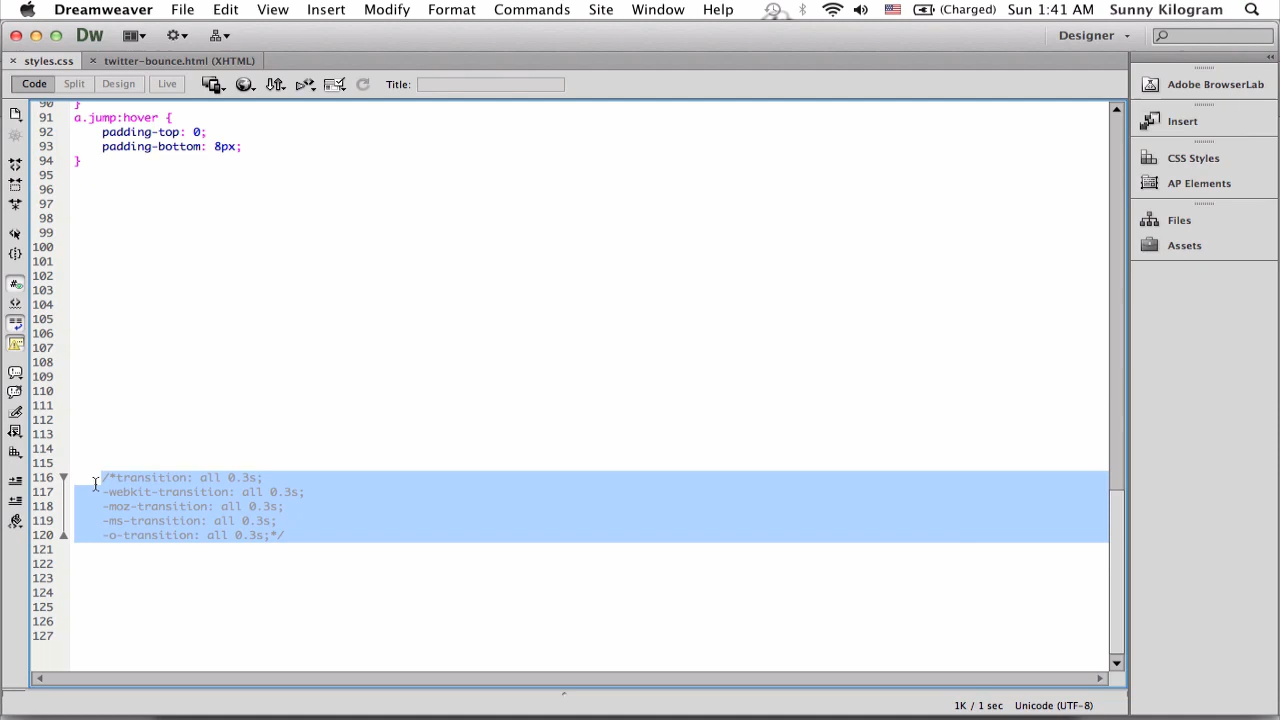 Dreamweaver File Edit View Insert Modify Format Commands Site Window Help (Charged) Sun 1:41 AM Sunny Kilogram
Dw Designer
styles.css twitter-bounce.html (XHTML)
Code Split Design Live Title:
Adobe BrowserLab
Insert
CSS Styles
AP Elements
Files
Assets
90 }
91 a.jump:hover {
92 padding-top: 0;
93 padding-bottom: 8px;
94 }
95
96
97
98
99
100
101
102
103
104
105
106
107
108
109
110
111
112
113
114
115
116 /*transition: all 0.3s;
117 -webkit-transition: all 0.3s;
118 -moz-transition: all 0.3s;
119 -ms-transition: all 0.3s;
120 -o-transition: all 0.3s;*/
121
122
123
124
125
126
127
1K / 1 sec Unicode (UTF-8)